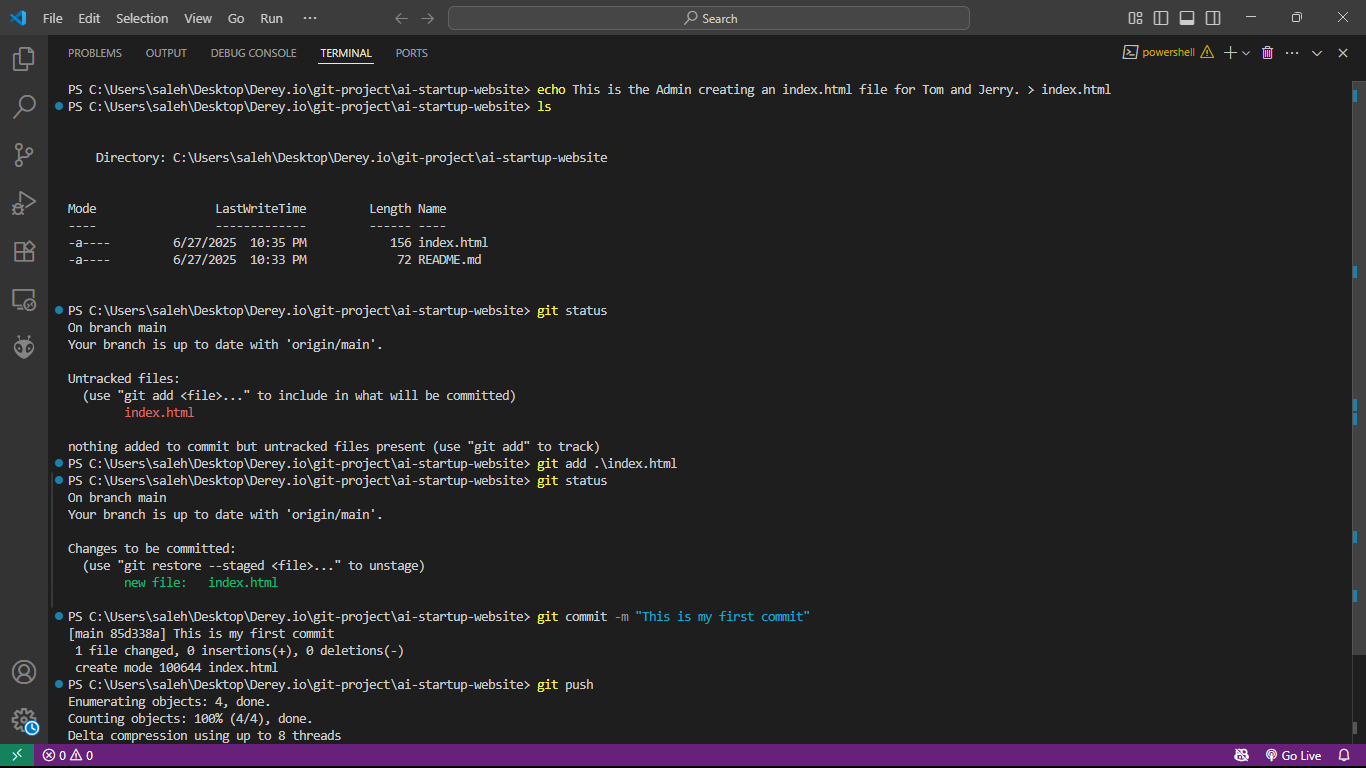 File Edit Selection View Go Run ··· Search
PROBLEMS OUTPUT DEBUG CONSOLE TERMINAL PORTS powershell
PS C:\Users\saleh\Desktop\Derey.io\git-project\ai-startup-website> echo This is the Admin creating an index.html file for Tom and Jerry. > index.html
PS C:\Users\saleh\Desktop\Derey.io\git-project\ai-startup-website> ls
Directory: C:\Users\saleh\Desktop\Derey.io\git-project\ai-startup-website
Mode LastWriteTime Length Name
---- ------------- ------ ----
-a---- 6/27/2025 10:35 PM 156 index.html
-a---- 6/27/2025 10:33 PM 72 README.md
PS C:\Users\saleh\Desktop\Derey.io\git-project\ai-startup-website> git status
On branch main
Your branch is up to date with 'origin/main'.
Untracked files:
(use "git add <file>..." to include in what will be committed)
index.html
nothing added to commit but untracked files present (use "git add" to track)
PS C:\Users\saleh\Desktop\Derey.io\git-project\ai-startup-website> git add .\index.html
PS C:\Users\saleh\Desktop\Derey.io\git-project\ai-startup-website> git status
On branch main
Your branch is up to date with 'origin/main'.
Changes to be committed:
(use "git restore --staged <file>..." to unstage)
new file: index.html
PS C:\Users\saleh\Desktop\Derey.io\git-project\ai-startup-website> git commit -m "This is my first commit"
[main 85d338a] This is my first commit
1 file changed, 0 insertions(+), 0 deletions(-)
create mode 100644 index.html
PS C:\Users\saleh\Desktop\Derey.io\git-project\ai-startup-website> git push
Enumerating objects: 4, done.
Counting objects: 100% (4/4), done.
Delta compression using up to 8 threads
0 0 Go Live